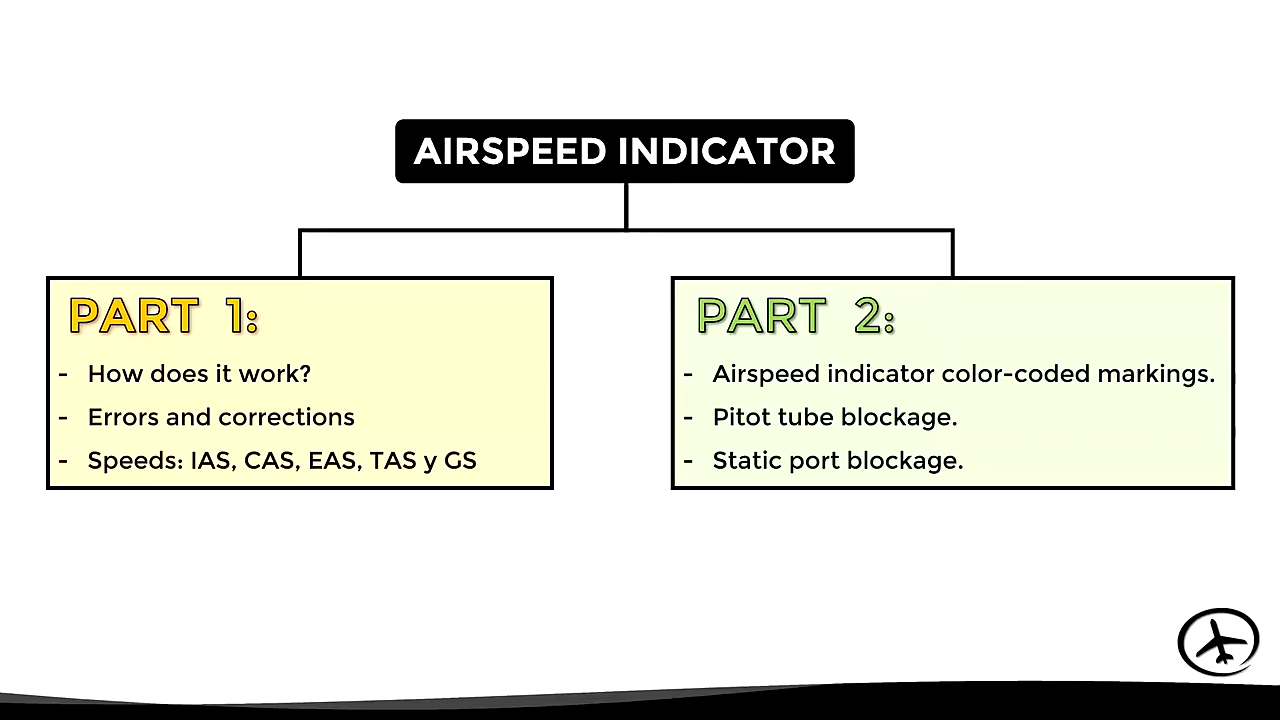 AIRSPEED INDICATOR
PART 1:
- How does it work?
- Errors and corrections
- Speeds: IAS, CAS, EAS, TAS y GS
PART 2:
- Airspeed indicator color-coded markings.
- Pitot tube blockage.
- Static port blockage.